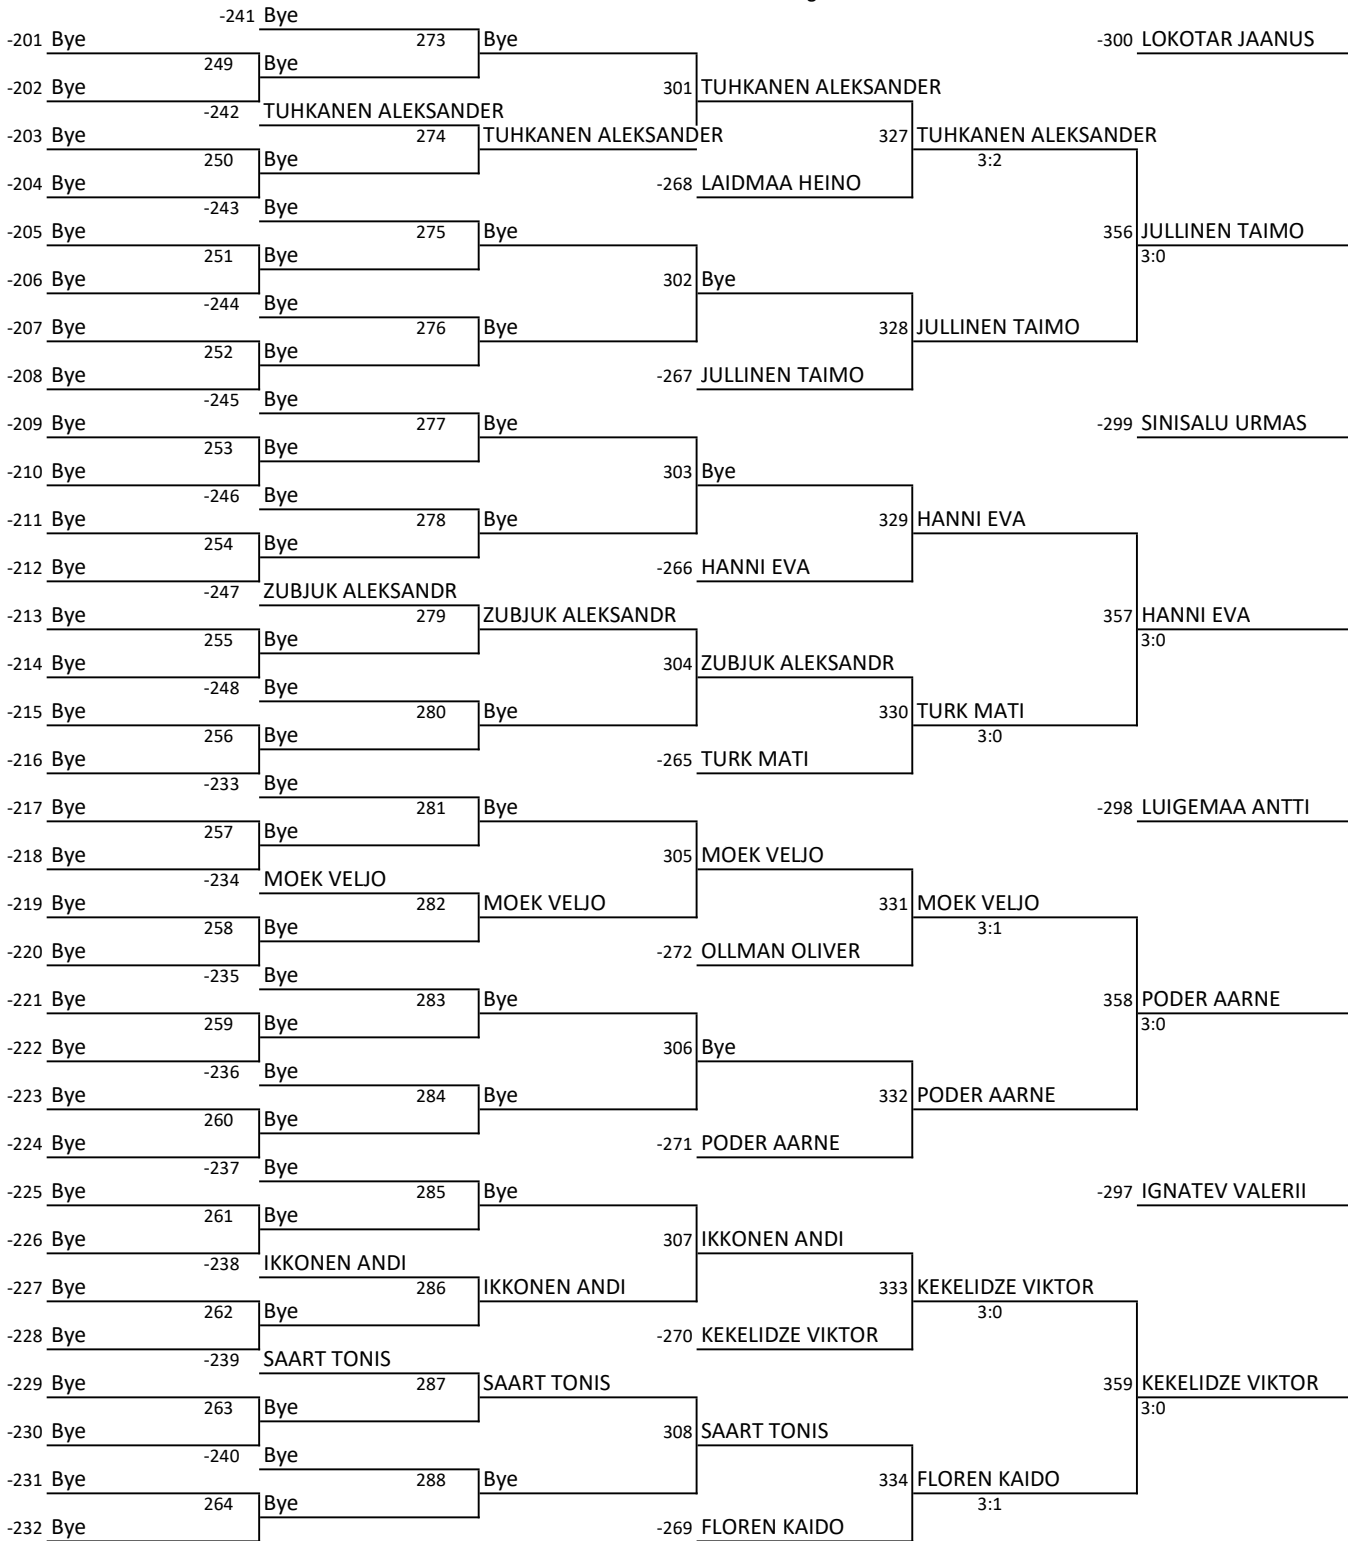 -241 Bye
-201 Bye 273 Bye -300 LOKOTAR JAANUS
249 Bye
-202 Bye 301 TUHKANEN ALEKSANDER
-242 TUHKANEN ALEKSANDER
-203 Bye 274 TUHKANEN ALEKSANDER 327 TUHKANEN ALEKSANDER
250 Bye 3:2
-204 Bye -268 LAIDMAA HEINO
-243 Bye
-205 Bye 275 Bye 356 JULLINEN TAIMO
251 Bye 3:0
-206 Bye 302 Bye
-244 Bye
-207 Bye 276 Bye 328 JULLINEN TAIMO
252 Bye
-208 Bye -267 JULLINEN TAIMO
-245 Bye
-209 Bye 277 Bye -299 SINISALU URMAS
253 Bye
-210 Bye 303 Bye
-246 Bye
-211 Bye 278 Bye 329 HANNI EVA
254 Bye
-212 Bye -266 HANNI EVA
-247 ZUBJUK ALEKSANDR
-213 Bye 279 ZUBJUK ALEKSANDR 357 HANNI EVA
255 Bye 3:0
-214 Bye 304 ZUBJUK ALEKSANDR
-248 Bye
-215 Bye 280 Bye 330 TURK MATI
256 Bye 3:0
-216 Bye -265 TURK MATI
-233 Bye
-217 Bye 281 Bye -298 LUIGEMAA ANTTI
257 Bye
-218 Bye 305 MOEK VELJO
-234 MOEK VELJO
-219 Bye 282 MOEK VELJO 331 MOEK VELJO
258 Bye 3:1
-220 Bye -272 OLLMAN OLIVER
-235 Bye
-221 Bye 283 Bye 358 PODER AARNE
259 Bye 3:0
-222 Bye 306 Bye
-236 Bye
-223 Bye 284 Bye 332 PODER AARNE
260 Bye
-224 Bye -271 PODER AARNE
-237 Bye
-225 Bye 285 Bye -297 IGNATEV VALERII
261 Bye
-226 Bye 307 IKKONEN ANDI
-238 IKKONEN ANDI
-227 Bye 286 IKKONEN ANDI 333 KEKELIDZE VIKTOR
262 Bye 3:0
-228 Bye -270 KEKELIDZE VIKTOR
-239 SAART TONIS
-229 Bye 287 SAART TONIS 359 KEKELIDZE VIKTOR
263 Bye 3:0
-230 Bye 308 SAART TONIS
-240 Bye
-231 Bye 288 Bye 334 FLOREN KAIDO
264 Bye 3:1
-232 Bye -269 FLOREN KAIDO